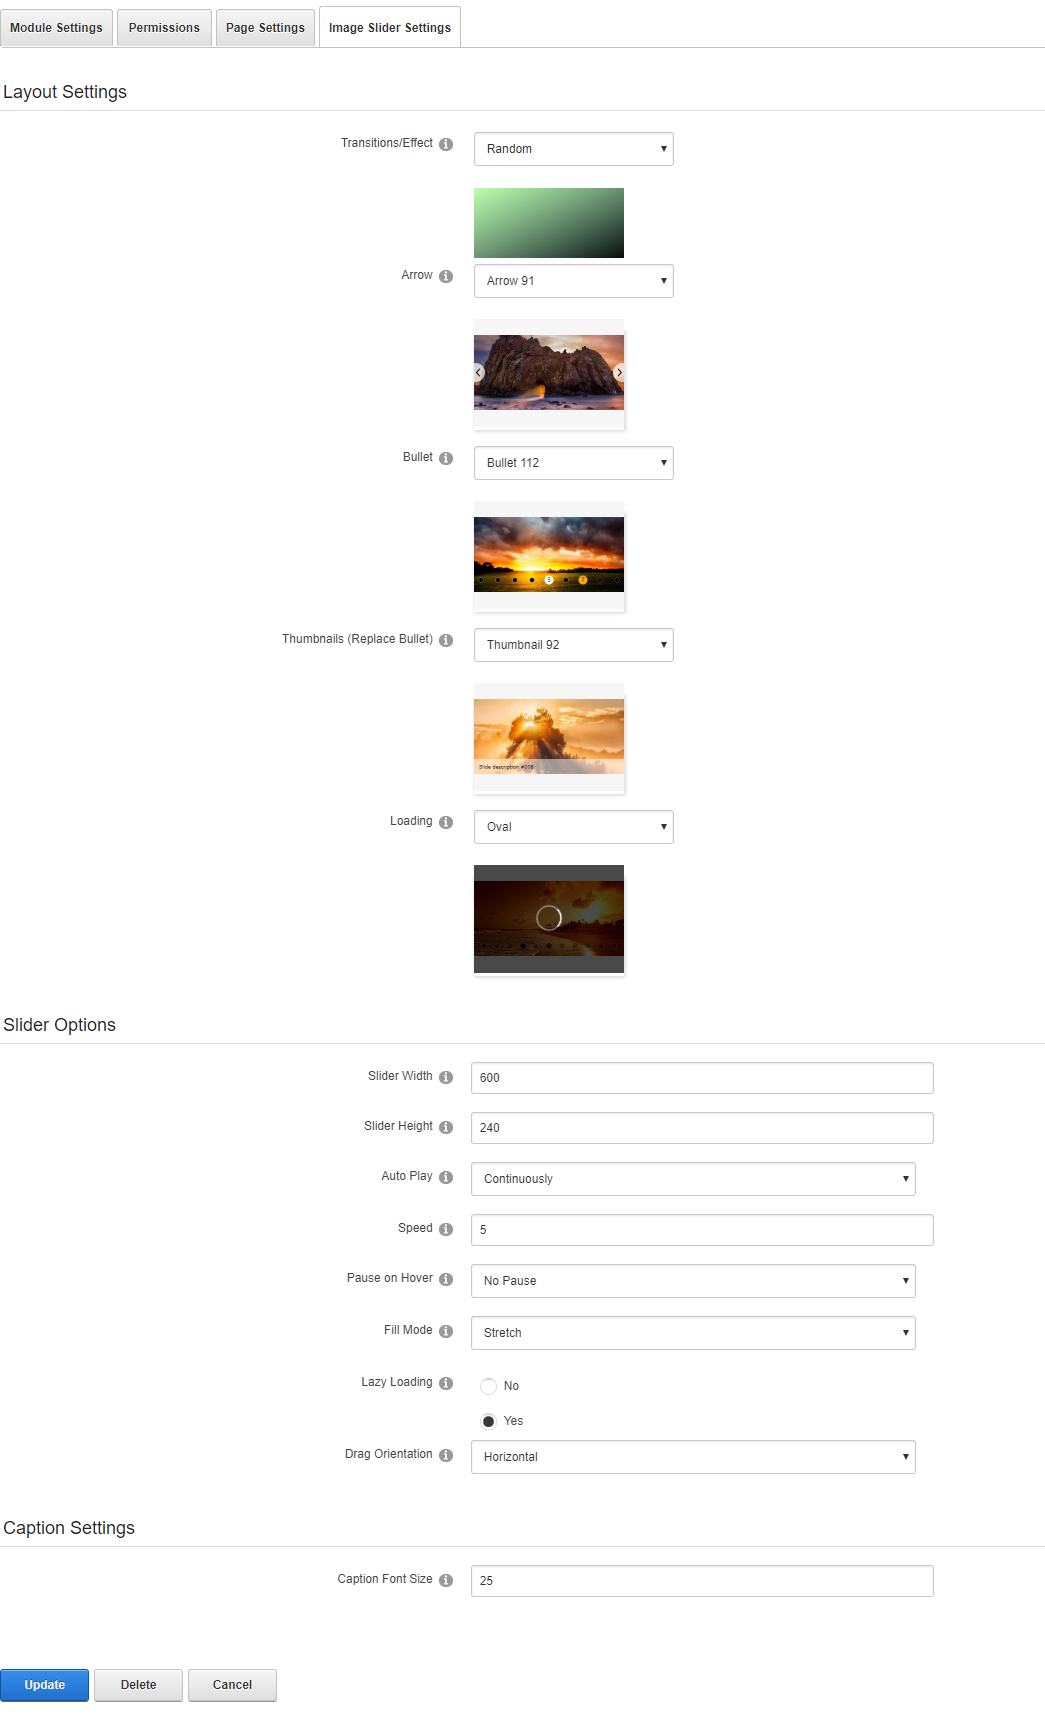 Module Settings Permissions Page Settings Image Slider Settings
Layout Settings
Transitions/Effect Random
Arrow Arrow 91
Bullet Bullet 112
5 7
Thumbnails (Replace Bullet) Thumbnail 92
Slide description #008
Loading Oval
Slider Options
Slider Width 600
Slider Height 240
Auto Play Continuously
Speed 5
Pause on Hover No Pause
Fill Mode Stretch
Lazy Loading No
Yes
Drag Orientation Horizontal
Caption Settings
Caption Font Size 25
Update Delete Cancel